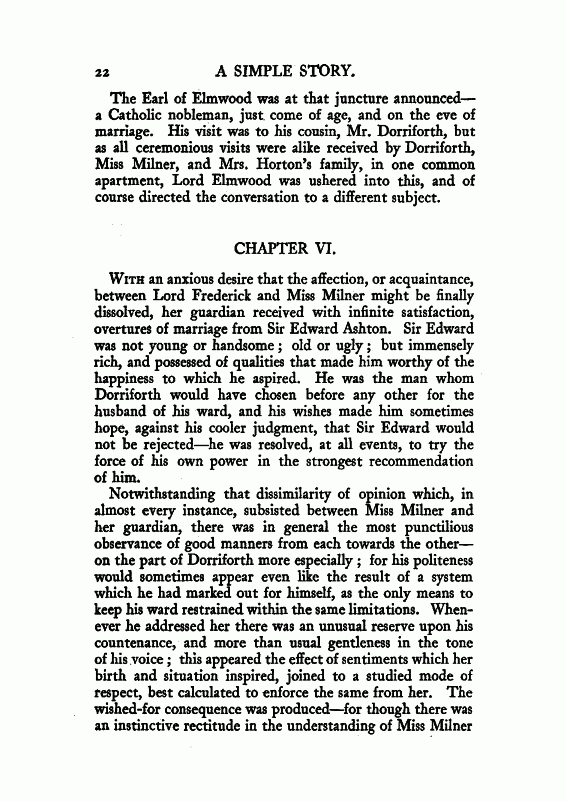 22 A SIMPLE STORY.
The Earl of Elmwood was at that juncture announced—
a Catholic nobleman, just come of age, and on the eve of
marriage. His visit was to his cousin, Mr. Dorriforth, but
as all ceremonious visits were alike received by Dorriforth,
Miss Milner, and Mrs. Horton's family, in one common
apartment, Lord Elmwood was ushered into this, and of
course directed the conversation to a different subject.
CHAPTER VI.
With an anxious desire that the affection, or acquaintance,
between Lord Frederick and Miss Milner might be finally
dissolved, her guardian received with infinite satisfaction,
overtures of marriage from Sir Edward Ashton. Sir Edward
was not young or handsome; old or ugly; but immensely
rich, and possessed of qualities that made him worthy of the
happiness to which he aspired. He was the man whom
Dorriforth would have chosen before any other for the
husband of his ward, and his wishes made him sometimes
hope, against his cooler judgment, that Sir Edward would
not be rejected—he was resolved, at all events, to try the
force of his own power in the strongest recommendation
of him.
Notwithstanding that dissimilarity of opinion which, in
almost every instance, subsisted between Miss Milner and
her guardian, there was in general the most punctilious
observance of good manners from each towards the other—
on the part of Dorriforth more especially; for his politeness
would sometimes appear even like the result of a system
which he had marked out for himself, as the only means to
keep his ward restrained within the same limitations. When-
ever he addressed her there was an unusual reserve upon his
countenance, and more than usual gentleness in the tone
of his voice; this appeared the effect of sentiments which her
birth and situation inspired, joined to a studied mode of
respect, best calculated to enforce the same from her. The
wished-for consequence was produced—for though there was
an instinctive rectitude in the understanding of Miss Milner